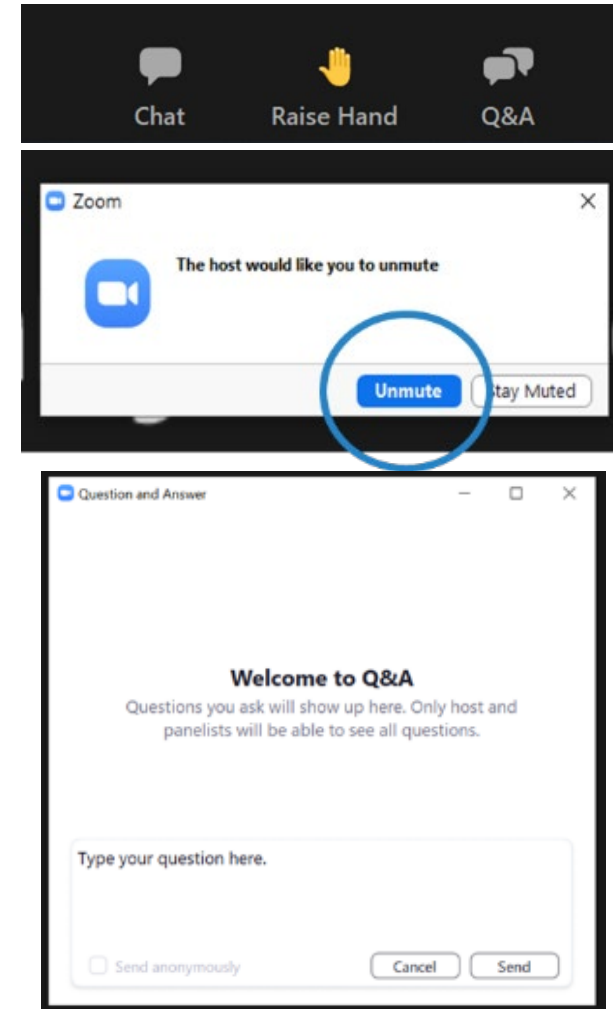 Chat Raise Hand Q&A
Zoom
The host would like you to unmute
Unmute Stay Muted
Question and Answer
Welcome to Q&A
Questions you ask will show up here. Only host and
panelists will be able to see all questions.
Type your question here.
Send anonymously Cancel Send